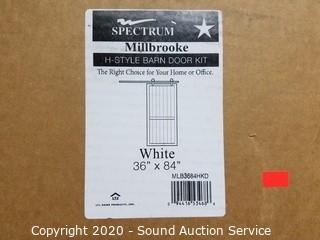 SPECTRUM
Millbrooke
H-STYLE BARN DOOR KIT
The Right Choice for Your Home or Office.
White
36" x 84"
MLB3684HKD
Copyright 2020 - Sound Auction Service